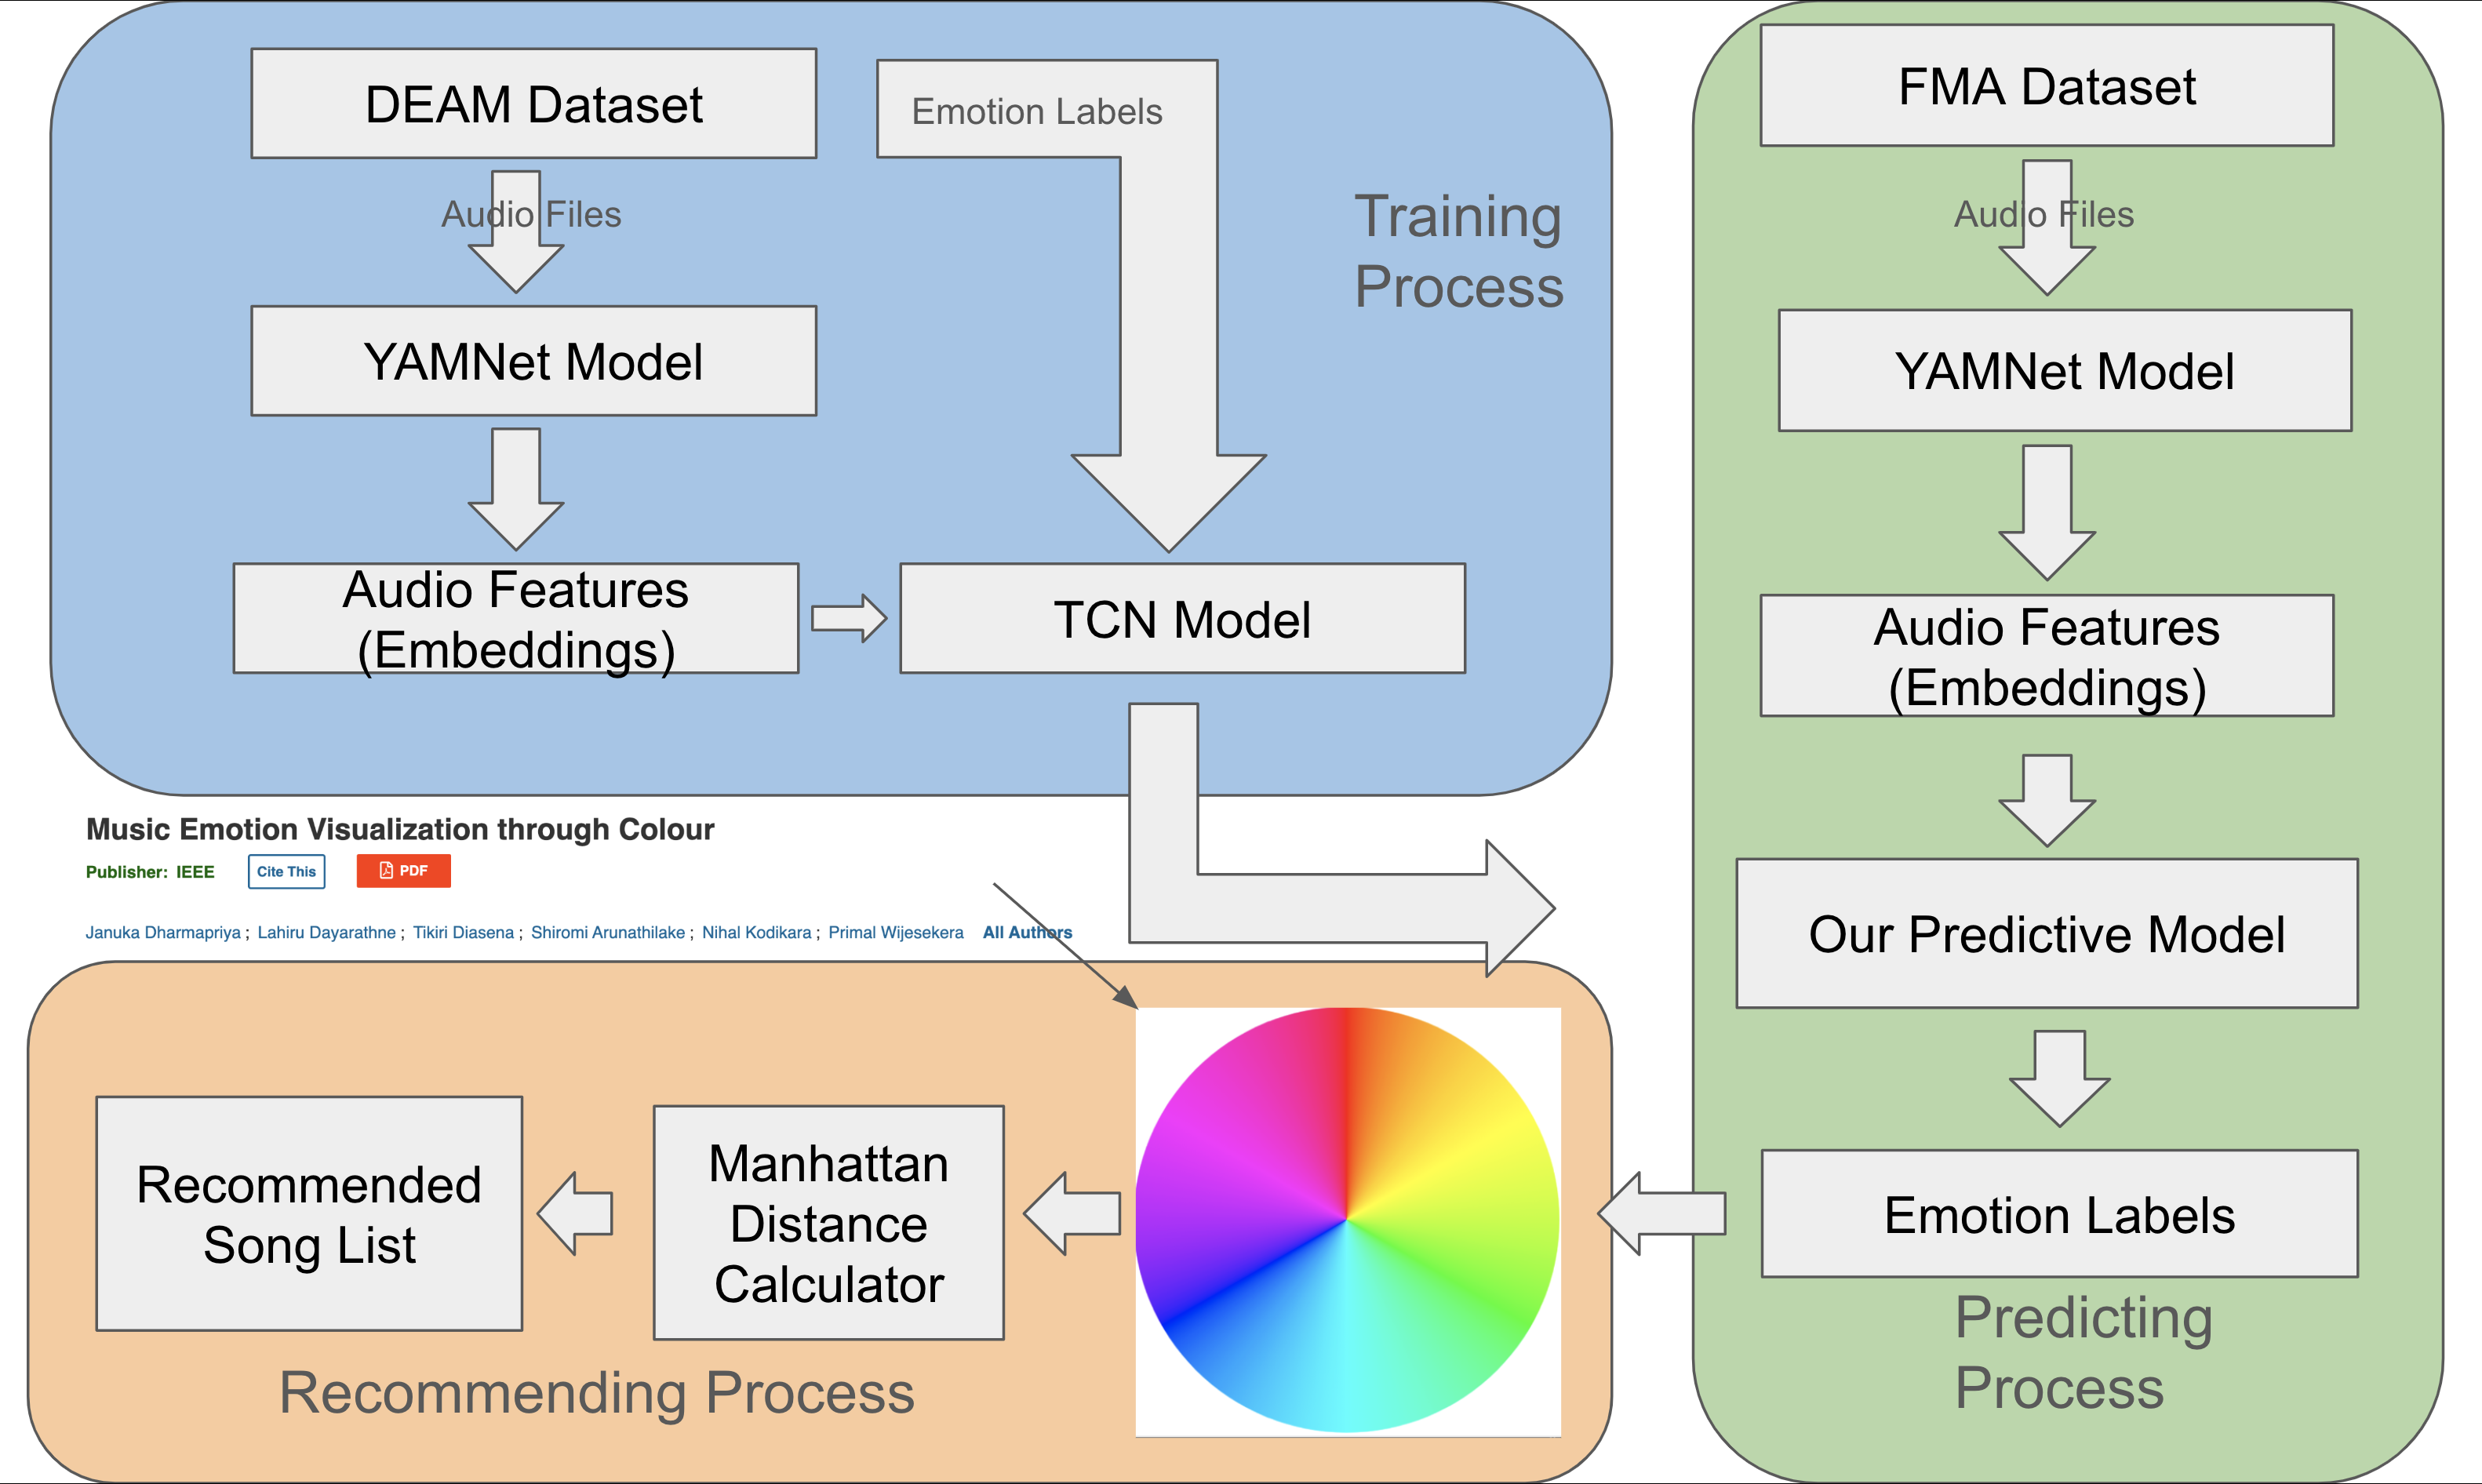 DEAM Dataset
Emotion Labels
Audio Files
Training
Process
YAMNet Model
Audio Features
(Embeddings)
TCN Model
FMA Dataset
Audio Files
YAMNet Model
Audio Features
(Embeddings)
Our Predictive Model
Emotion Labels
Predicting
Process
Music Emotion Visualization through Colour
Publisher: IEEE Cite This PDF
Januka Dharmapriya ; Lahiru Dayarathne ; Tikiri Diasena ; Shiromi Arunathilake ; Nihal Kodikara ; Primal Wijesekera All Authors
Manhattan
Distance
Calculator
Recommended
Song List
Recommending Process